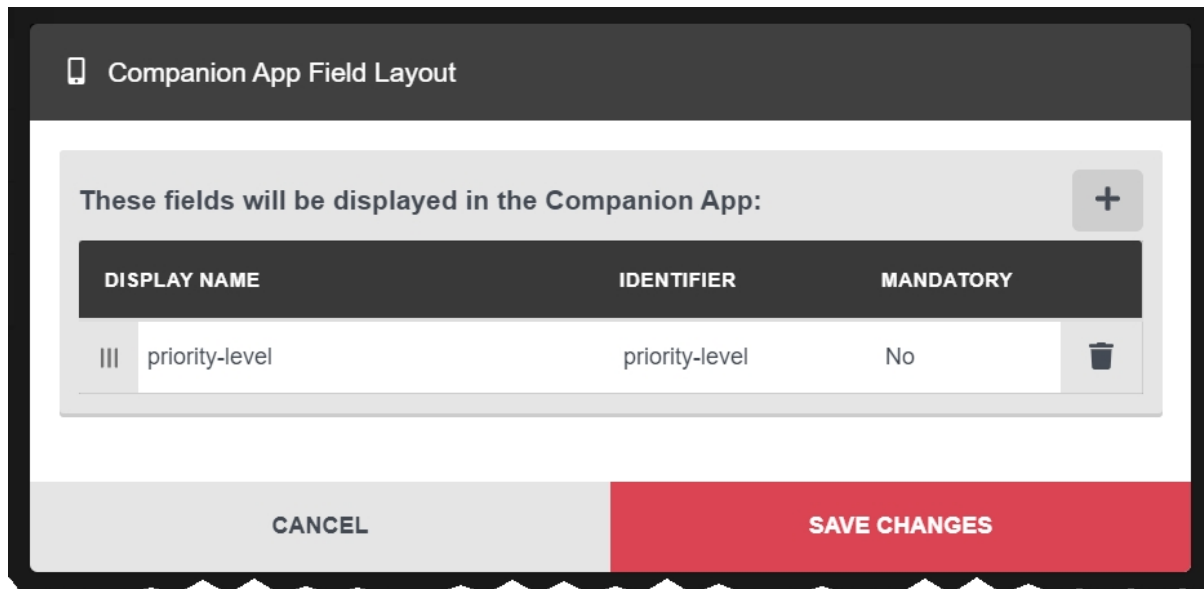 Companion App Field Layout
These fields will be displayed in the Companion App:
DISPLAY NAME IDENTIFIER MANDATORY
priority-level priority-level No
CANCEL SAVE CHANGES